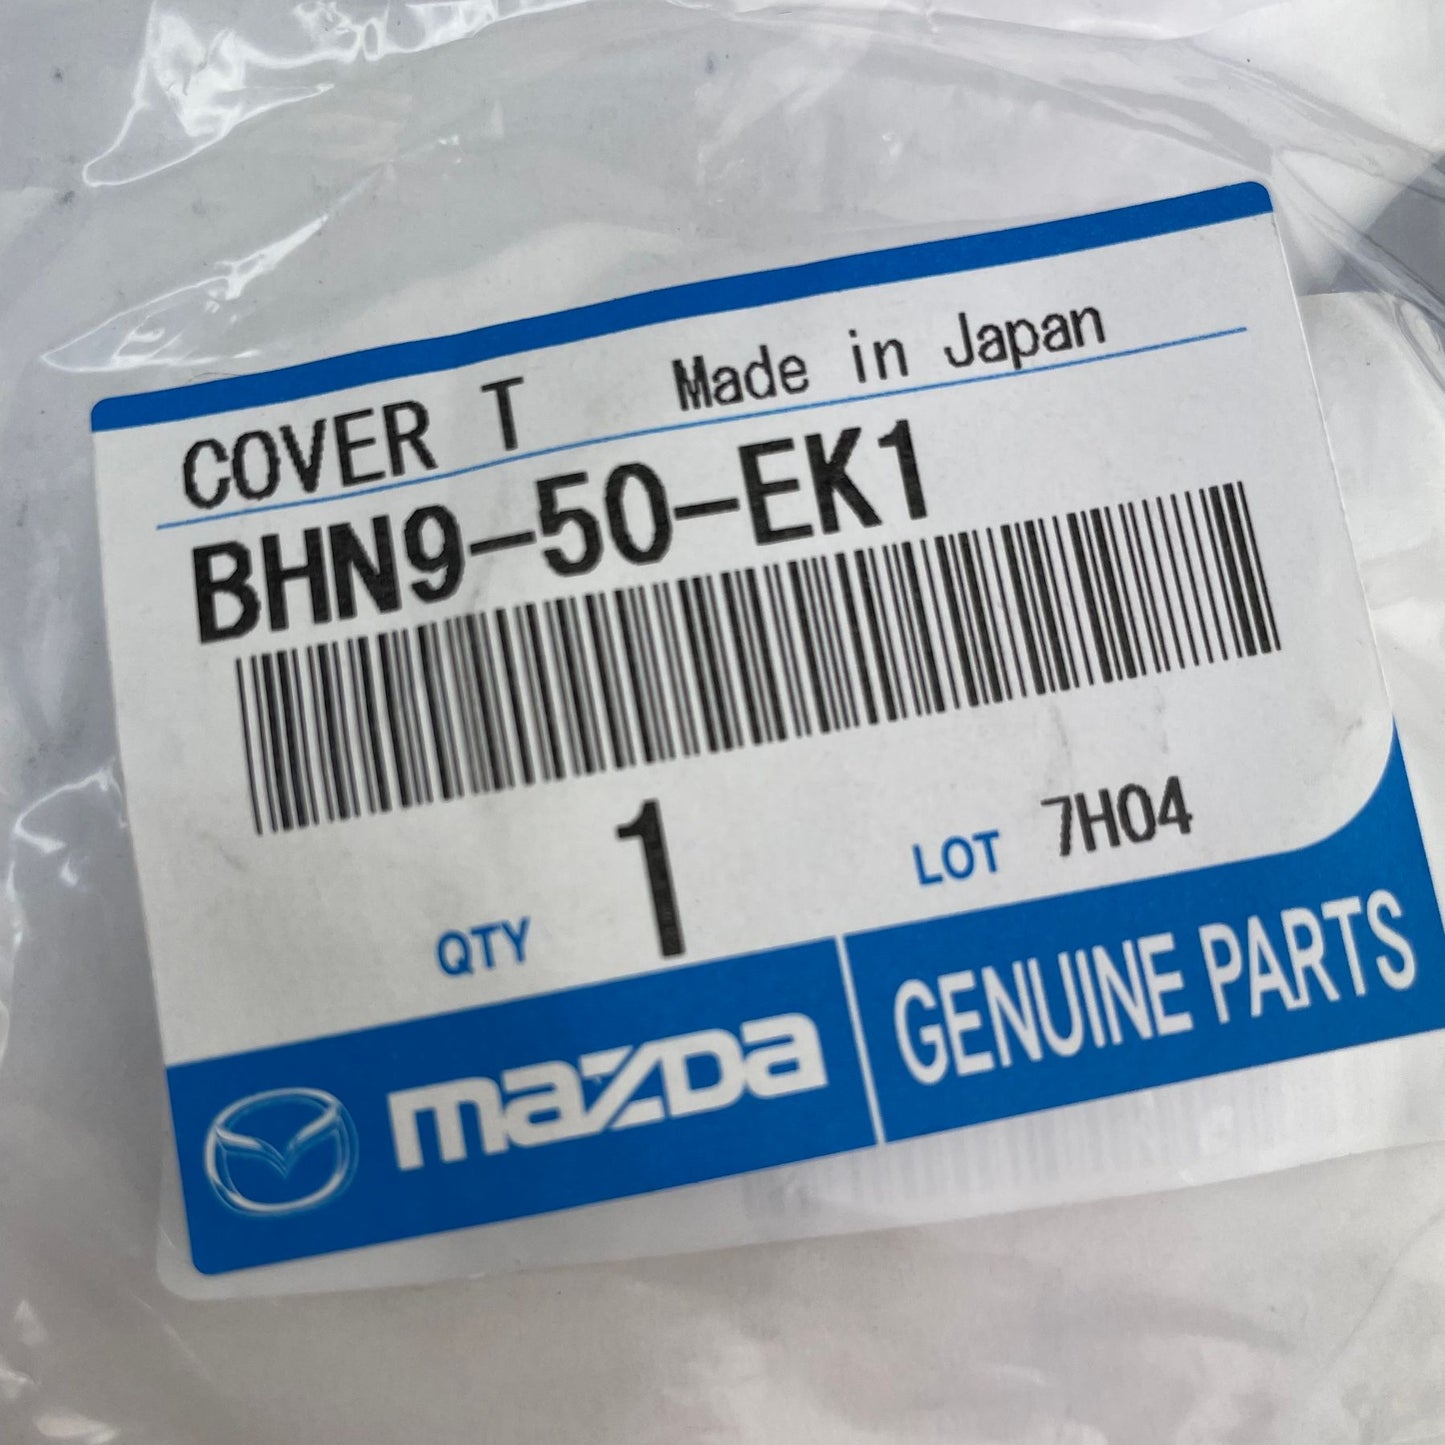 COVER T Made in Japan
BHN9-50-EK1
QTY 1 LOT 7H04
mazda GENUINE PARTS